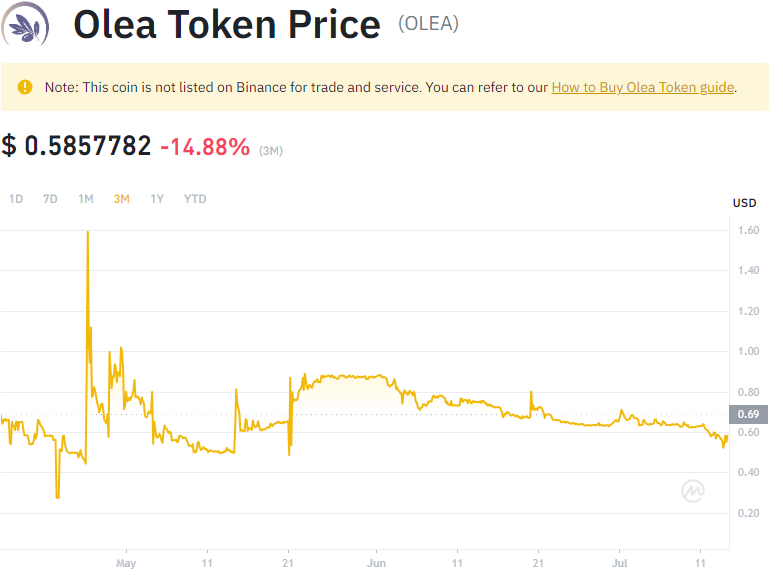 Olea Token Price (OLEA)
Note: This coin is not listed on Binance for trade and service. You can refer to our How to Buy Olea Token guide.
$ 0.5857782 -14.88% (3M)
1D 7D 1M 3M 1Y YTD
USD
1.60
1.40
1.20
1.00
0.80
0.69
0.60
0.40
0.20
May 11 21 Jun 11 21 Jul 11